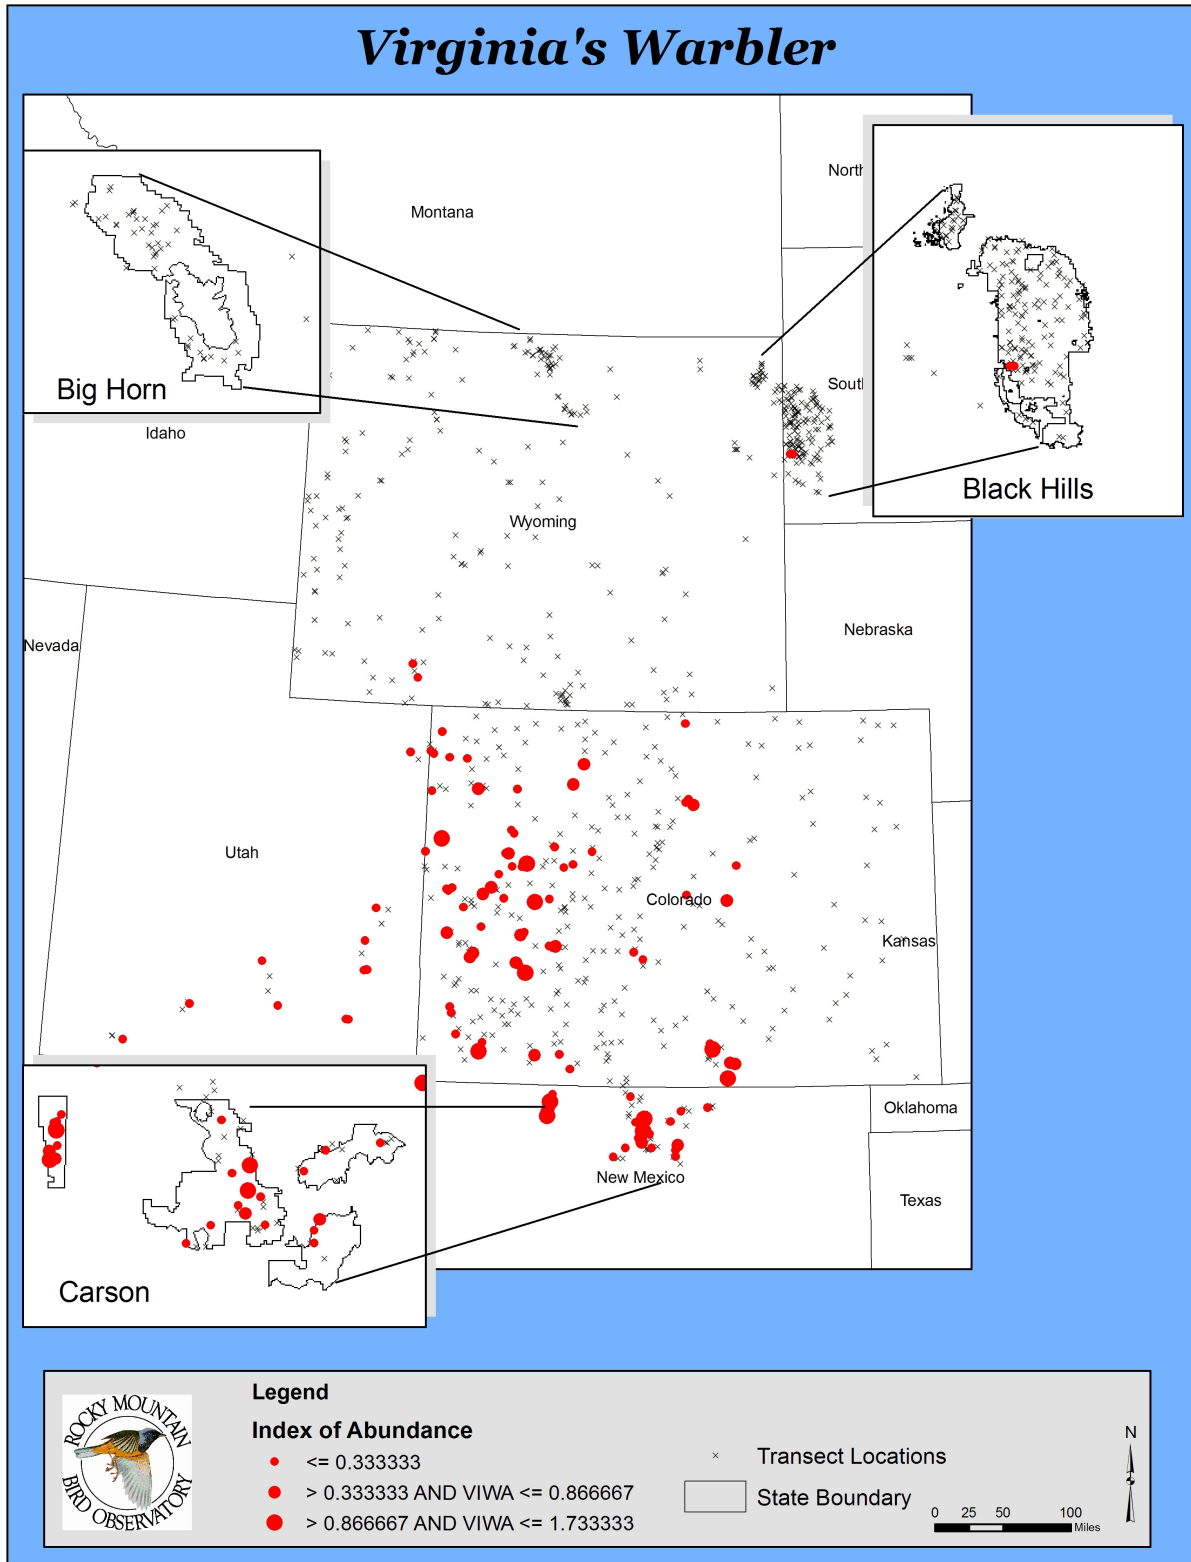 Virginia's Warbler
Montana
North
Big Horn
Idaho
South
Black Hills
Wyoming
Nevada
Nebraska
Utah
Colorado
Kansas
Carson
New Mexico
Oklahoma
Texas
ROCKY MOUNTAIN
BIRD OBSERVATORY
Legend
Index of Abundance
<= 0.333333
> 0.333333 AND VIWA <= 0.866667
> 0.866667 AND VIWA <= 1.733333
Transect Locations
State Boundary
N
0 25 50 100
Miles